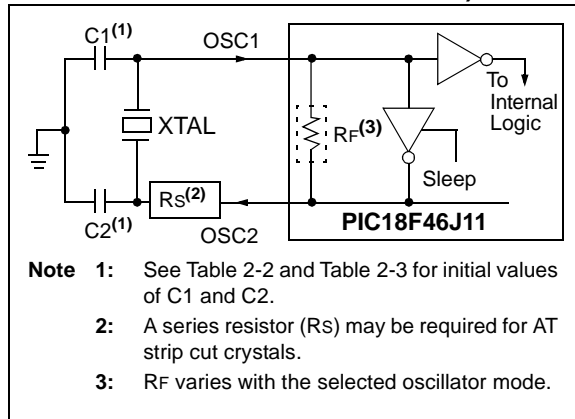 C1(1)
OSC1
To
Internal
Logic
XTAL
RF(3)
Sleep
C2(1)
RS(2)
OSC2
PIC18F46J11
Note 1: See Table 2-2 and Table 2-3 for initial values
of C1 and C2.
2: A series resistor (RS) may be required for AT
strip cut crystals.
3: RF varies with the selected oscillator mode.